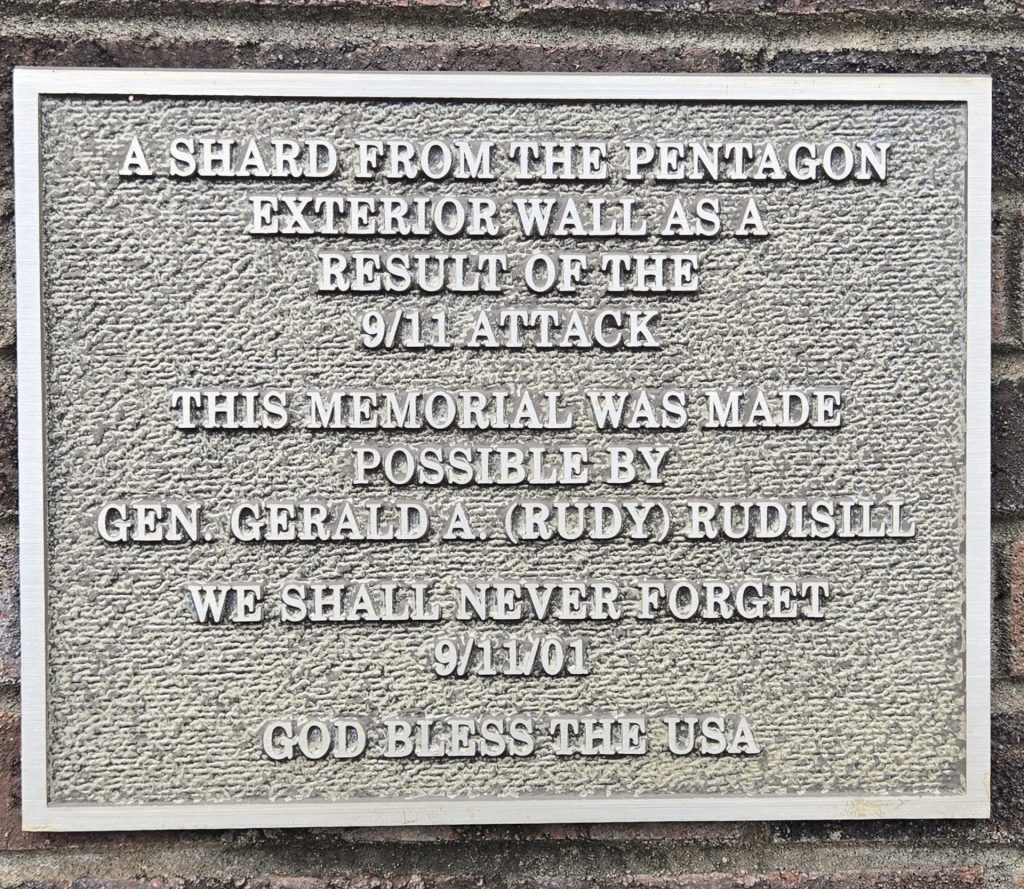 A SHARD FROM THE PENTAGON
EXTERIOR WALL AS A
RESULT OF THE
9/11 ATTACK
THIS MEMORIAL WAS MADE
POSSIBLE BY
GEN. GERALD A. (RUDY) RUDISILL
WE SHALL NEVER FORGET
9/11/01
GOD BLESS THE USA